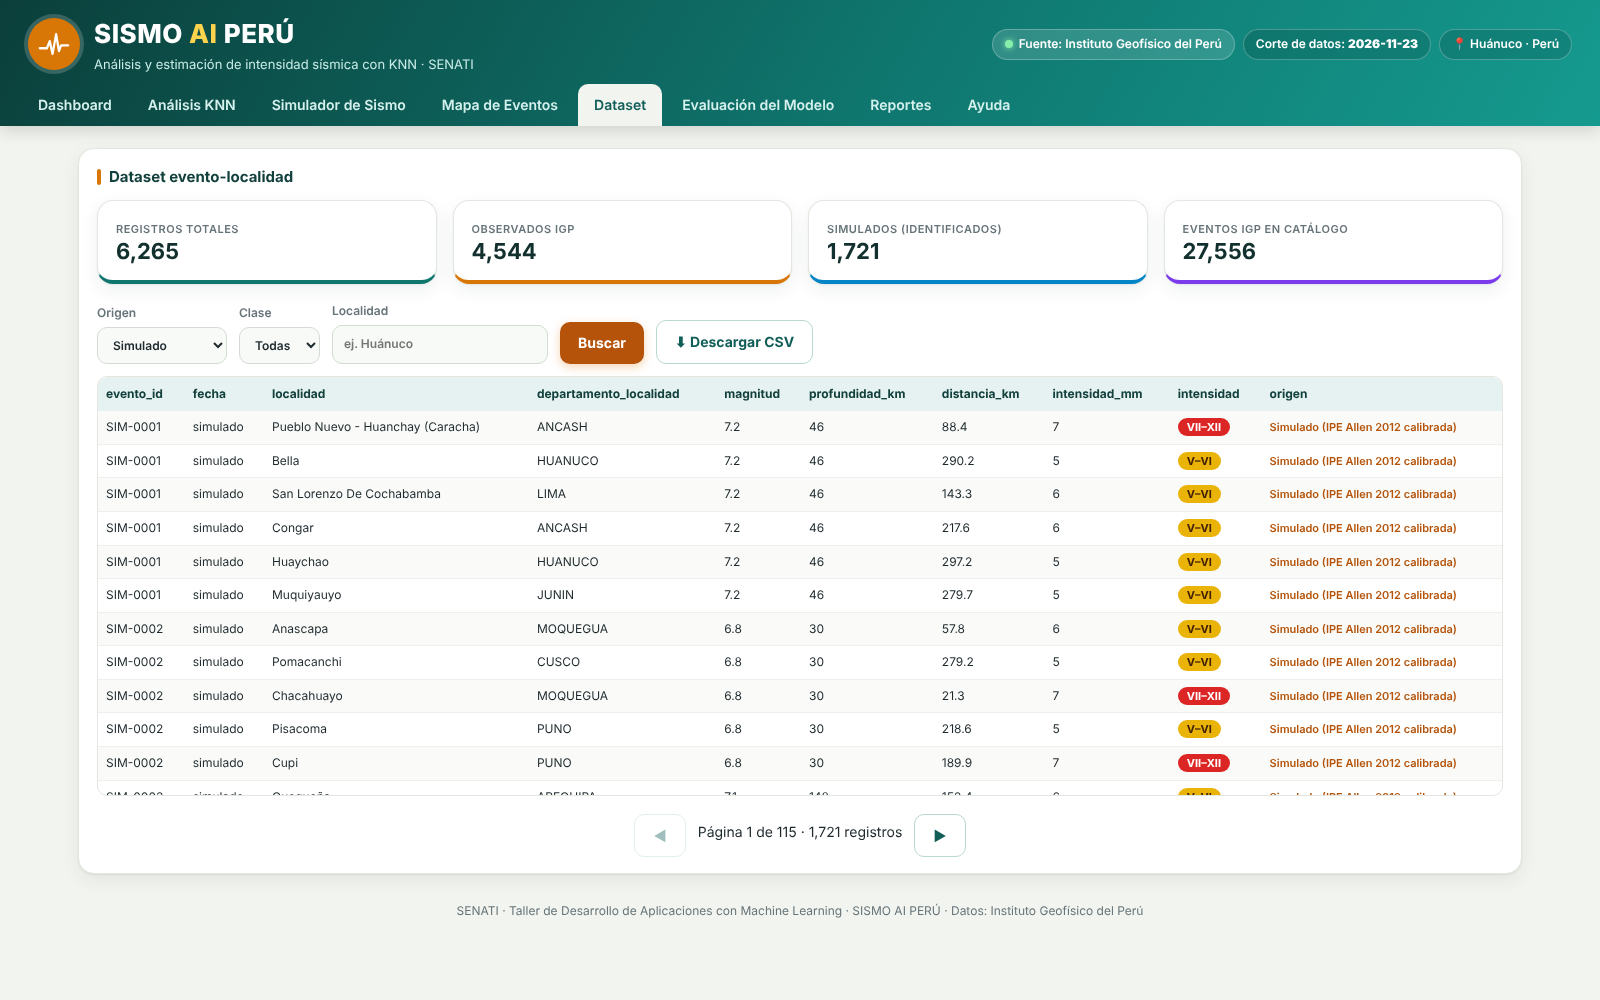 SISMO AI PERÚ
Análisis y estimación de intensidad sísmica con KNN · SENATI
Fuente: Instituto Geofísico del Perú
Corte de datos: 2026-11-23
Huánuco · Perú
Dashboard
Análisis KNN
Simulador de Sismo
Mapa de Eventos
Dataset
Evaluación del Modelo
Reportes
Ayuda
Dataset evento-localidad
REGISTROS TOTALES
6,265
OBSERVADOS IGP
4,544
SIMULADOS (IDENTIFICADOS)
1,721
EVENTOS IGP EN CATÁLOGO
27,556
Origen
Simulado
Clase
Todas
Localidad
ej. Huánuco
Buscar
Descargar CSV
evento_id fecha localidad departamento_localidad magnitud profundidad_km distancia_km intensidad_mm intensidad origen
SIM-0001 simulado Pueblo Nuevo - Huanchay (Caracha) ANCASH 7.2 46 88.4 7 VII–XII Simulado (IPE Allen 2012 calibrada)
SIM-0001 simulado Bella HUANUCO 7.2 46 290.2 5 V–VI Simulado (IPE Allen 2012 calibrada)
SIM-0001 simulado San Lorenzo De Cochabamba LIMA 7.2 46 143.3 6 V–VI Simulado (IPE Allen 2012 calibrada)
SIM-0001 simulado Congar ANCASH 7.2 46 217.6 6 V–VI Simulado (IPE Allen 2012 calibrada)
SIM-0001 simulado Huaychao HUANUCO 7.2 46 297.2 5 V–VI Simulado (IPE Allen 2012 calibrada)
SIM-0001 simulado Muquiyauyo JUNIN 7.2 46 279.7 5 V–VI Simulado (IPE Allen 2012 calibrada)
SIM-0002 simulado Anascapa MOQUEGUA 6.8 30 57.8 6 V–VI Simulado (IPE Allen 2012 calibrada)
SIM-0002 simulado Pomacanchi CUSCO 6.8 30 279.2 5 V–VI Simulado (IPE Allen 2012 calibrada)
SIM-0002 simulado Chacahuayo MOQUEGUA 6.8 30 21.3 7 VII–XII Simulado (IPE Allen 2012 calibrada)
SIM-0002 simulado Pisacoma PUNO 6.8 30 218.6 5 V–VI Simulado (IPE Allen 2012 calibrada)
SIM-0002 simulado Cupi PUNO 6.8 30 189.9 7 VII–XII Simulado (IPE Allen 2012 calibrada)
Página 1 de 115 · 1,721 registros
SENATI · Taller de Desarrollo de Aplicaciones con Machine Learning · SISMO AI PERÚ · Datos: Instituto Geofísico del Perú